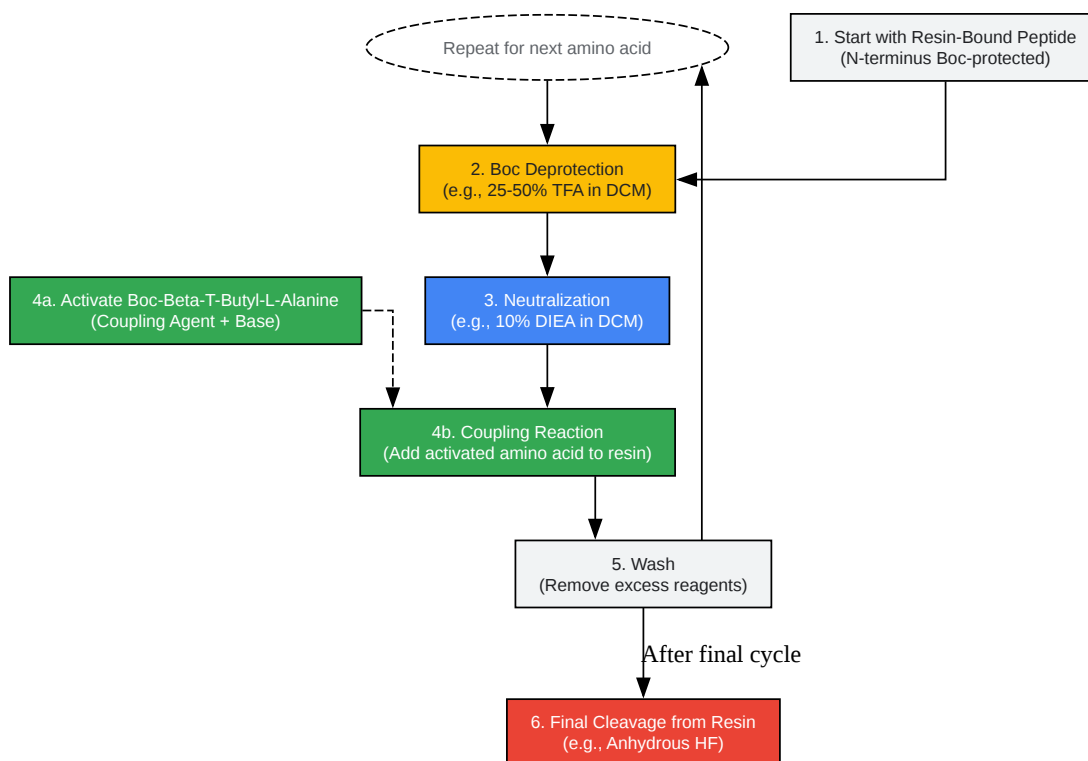 Repeat for next amino acid
1. Start with Resin-Bound Peptide
(N-terminus Boc-protected)
2. Boc Deprotection
(e.g., 25-50% TFA in DCM)
4a. Activate Boc-Beta-T-Butyl-L-Alanine
(Coupling Agent + Base)
3. Neutralization
(e.g., 10% DIEA in DCM)
4b. Coupling Reaction
(Add activated amino acid to resin)
5. Wash
(Remove excess reagents)
After final cycle
6. Final Cleavage from Resin
(e.g., Anhydrous HF)